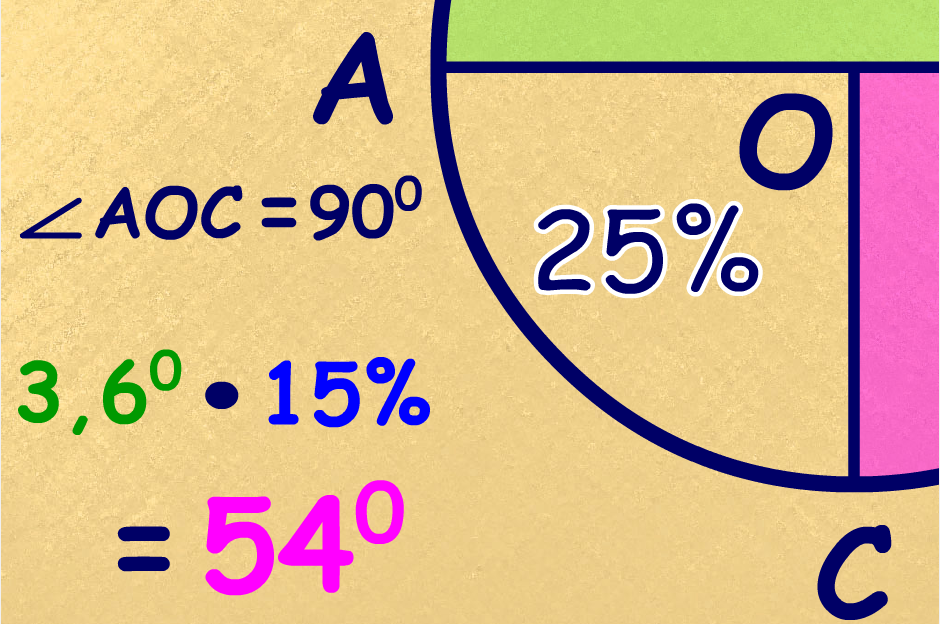 A
O
∠AOC=90⁰
25%
3,6⁰ • 15%
= 54⁰
C